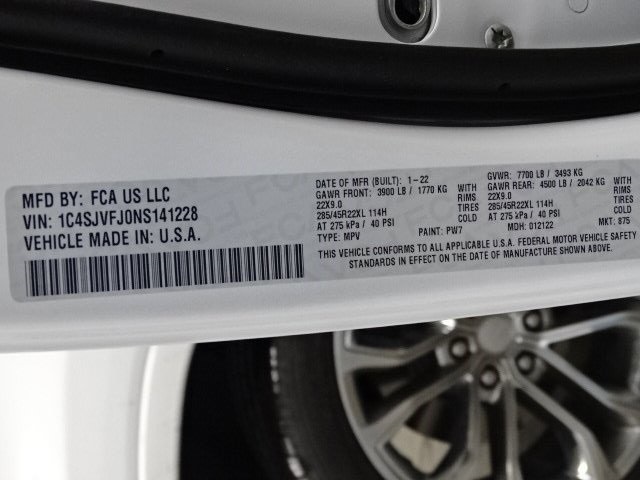 MFD BY: FCA US LLC
VIN: 1C4SJVFJ0NS141228
VEHICLE MADE IN: U.S.A.
DATE OF MFR (BUILT): 1-22 GVWR: 7700 LB / 3493 KG
GAWR FRONT: 3900 LB / 1770 KG WITH GAWR REAR: 4500 LB / 2042 KG WITH
22X9.0 RIMS 22X9.0 RIMS
285/45R22XL 114H TIRES 285/45R22XL 114H TIRES
AT 275 kPa / 40 PSI COLD AT 275 kPa / 40 PSI COLD
TYPE: MPV PAINT: PW7 MDH: 012122 MKT: 875
THIS VEHICLE CONFORMS TO ALL APPLICABLE U.S.A. FEDERAL MOTOR VEHICLE SAFETY
STANDARDS IN EFFECT ON THE DATE OF MANUFACTURE SHOWN ABOVE.